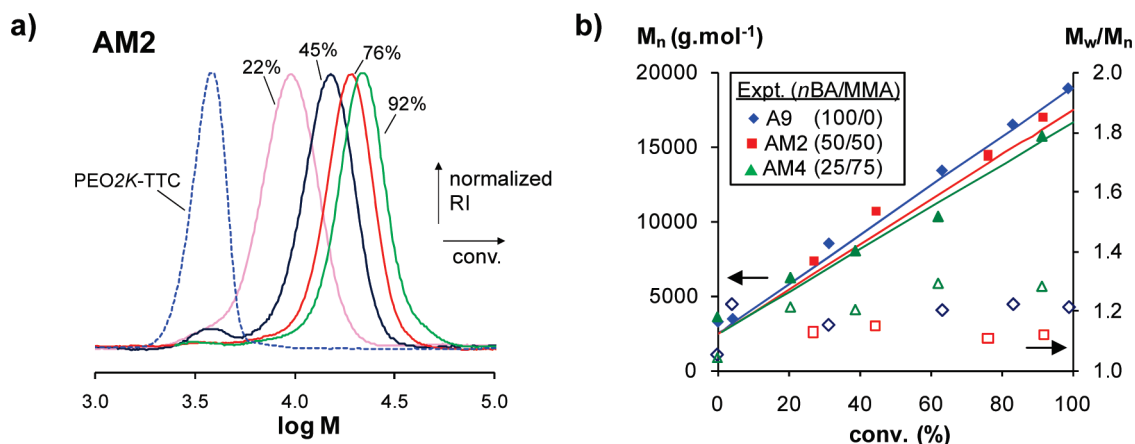 a)
AM2
22%
45%
76%
92%
PEO2K-TTC
normalized
RI
conv.
3.0 3.5 4.0 4.5 5.0
log M
b)
Mn (g.mol-1)
Mw/Mn
20000
15000
10000
5000
0
Expt. (nBA/MMA)
A9 (100/0)
AM2 (50/50)
AM4 (25/75)
2.0
1.8
1.6
1.4
1.2
1.0
0 20 40 60 80 100
conv. (%)